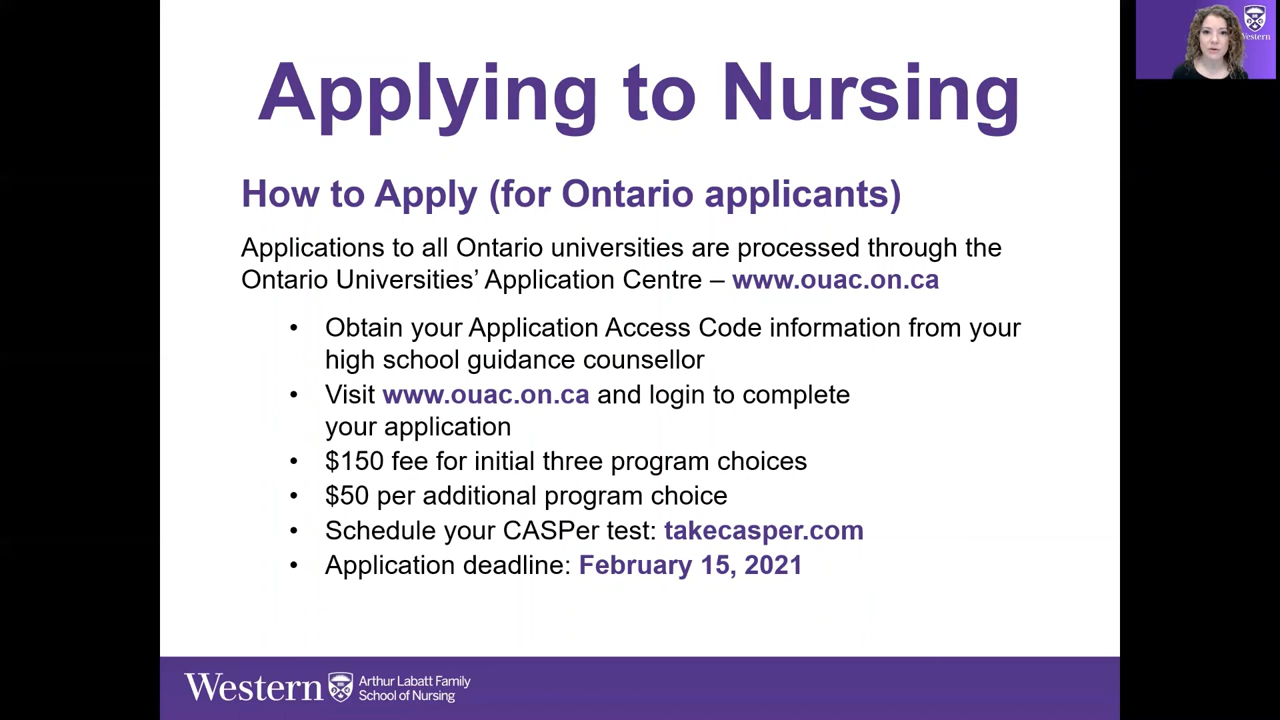 Applying to Nursing
Western
How to Apply (for Ontario applicants)
Applications to all Ontario universities are processed through the
Ontario Universities’ Application Centre – www.ouac.on.ca
• Obtain your Application Access Code information from your
high school guidance counsellor
• Visit www.ouac.on.ca and login to complete
your application
• $150 fee for initial three program choices
• $50 per additional program choice
• Schedule your CASPer test: takecasper.com
• Application deadline: February 15, 2021
Western
Arthur Labatt Family
School of Nursing